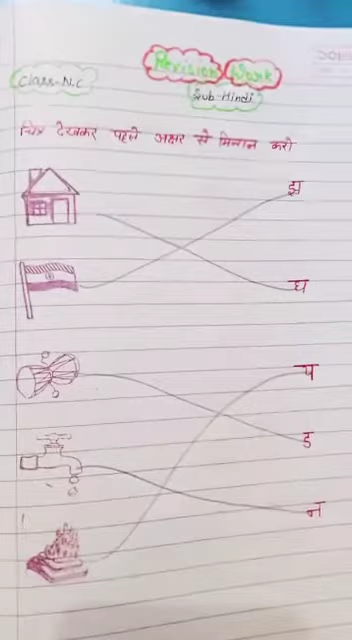 Revision Work
Class-N.C
Sub-Hindi
चित्र देखकर पहले अक्षर से मिलान करो
झ
घ
प
ड
न